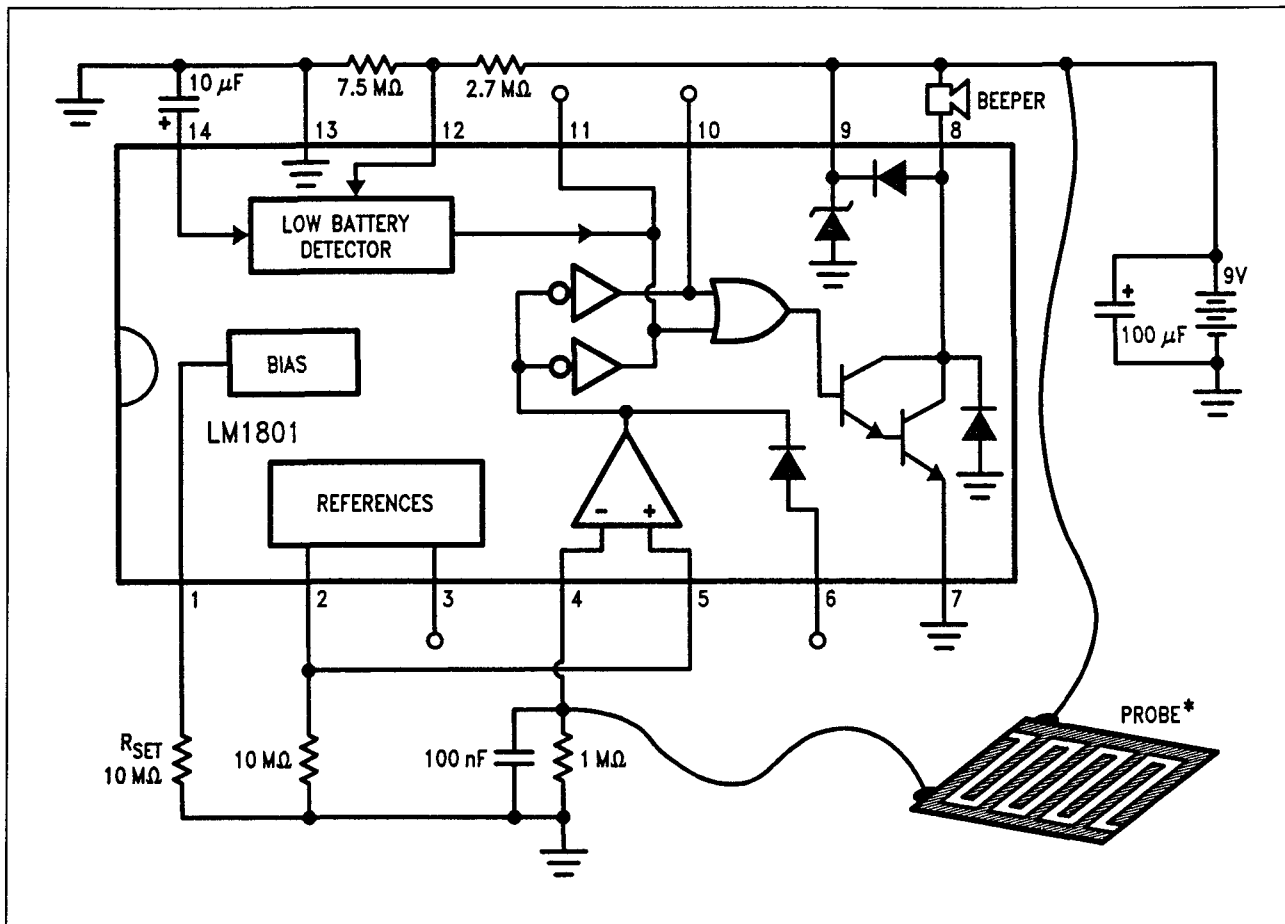 10 µF
+
7.5 MΩ
2.7 MΩ
BEEPER
14
13
12
11
10
9
8
LOW BATTERY
DETECTOR
9V
+
100 µF
BIAS
LM1801
REFERENCES
- +
1
2
3
4
5
6
7
PROBE*
RSET
10 MΩ
10 MΩ
100 nF
1 MΩ